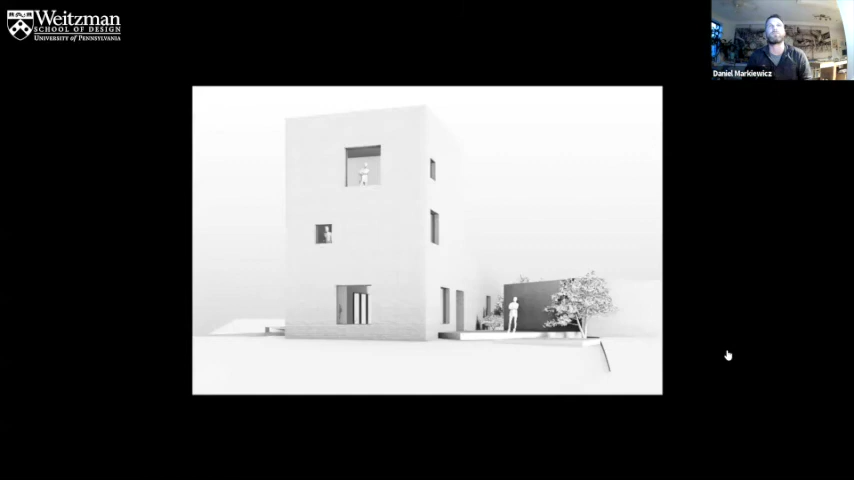 Weitzman
SCHOOL OF DESIGN
UNIVERSITY of PENNSYLVANIA
Daniel Markiewicz